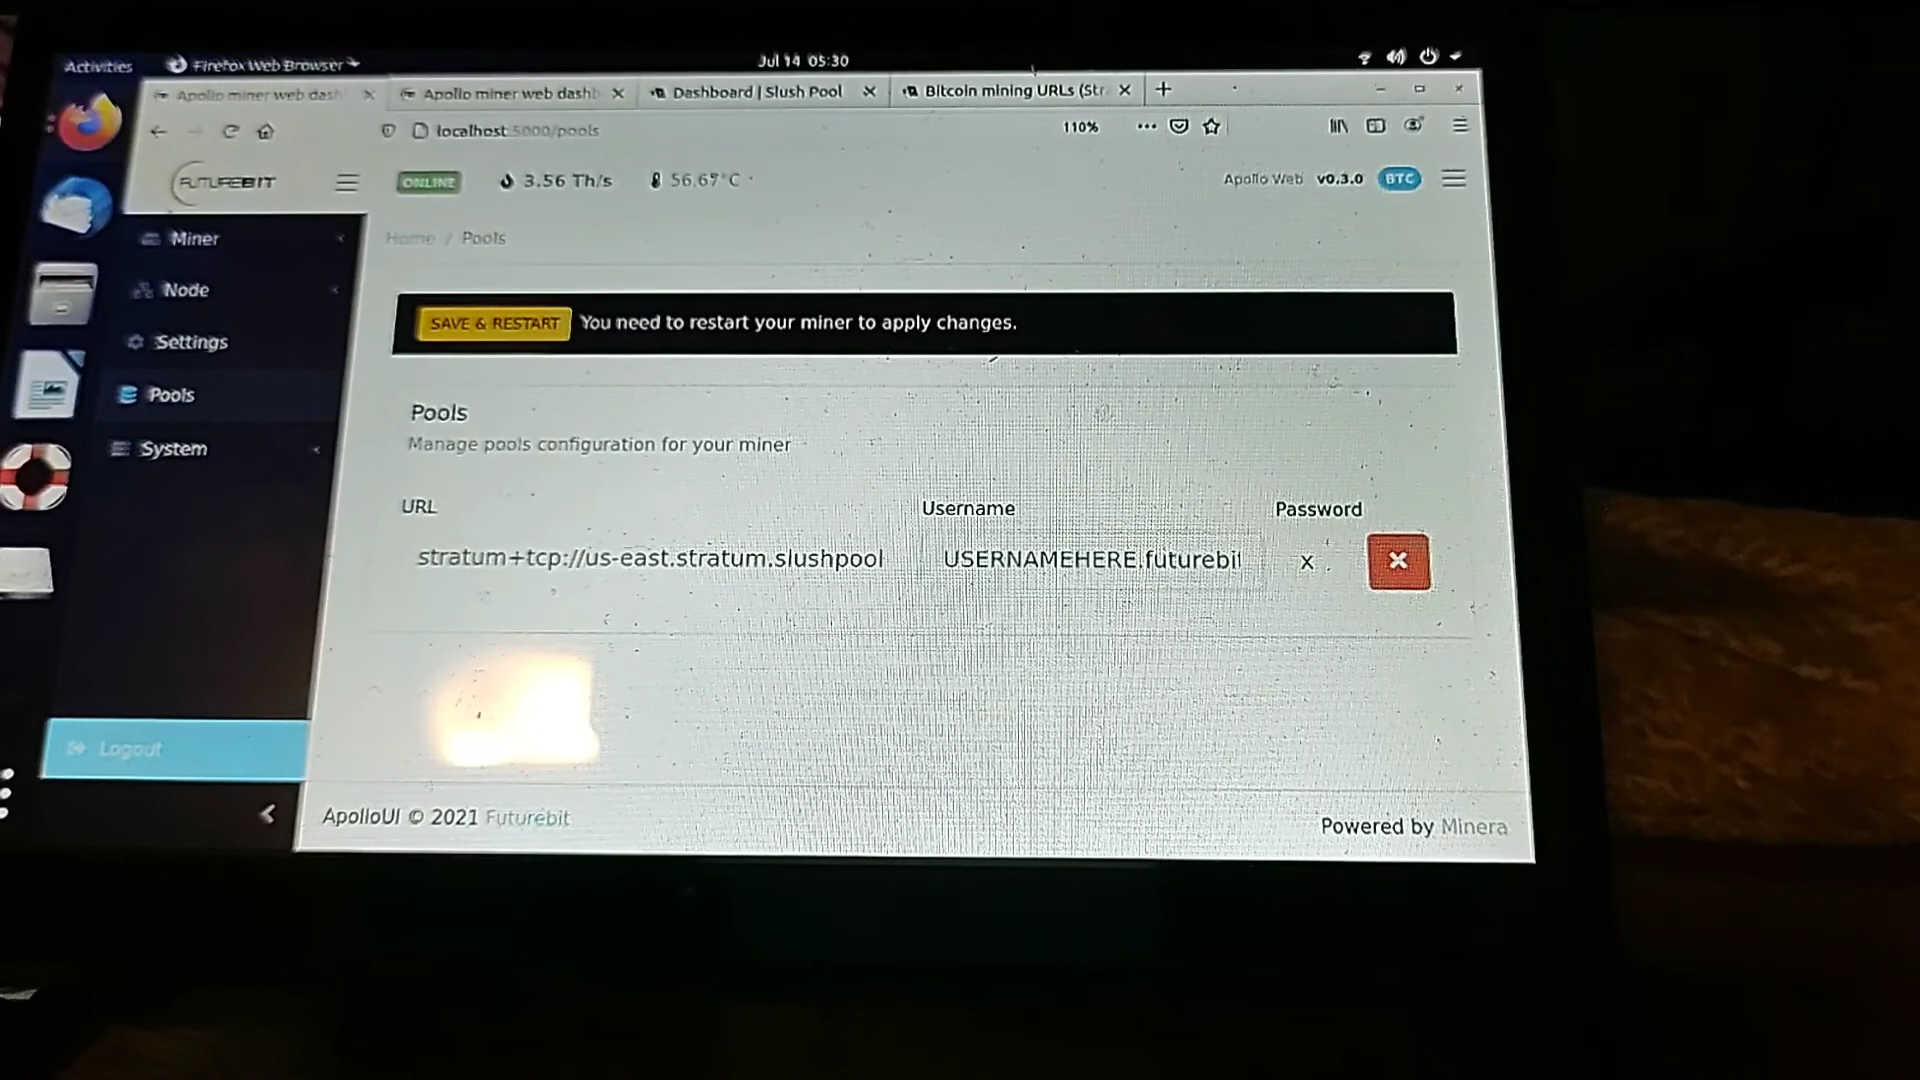 Activities Firefox Web Browser Jul 14 05:30
Apollo miner web dash Apollo miner web dashb Dashboard | Slush Pool Bitcoin mining URLs (Str
localhost:5000/pools 110%
FUTUREBIT ONLINE 3.56 Th/s 56.67°C Apollo Web v0.3.0 BTC
Miner
Node
Settings
Pools
System
Logout
Home / Pools
SAVE & RESTART You need to restart your miner to apply changes.
Pools
Manage pools configuration for your miner
URL Username Password
stratum+tcp://us-east.stratum.slushpool USERNAMEHERE.futurebit x
ApolloUI © 2021 Futurebit Powered by Minera